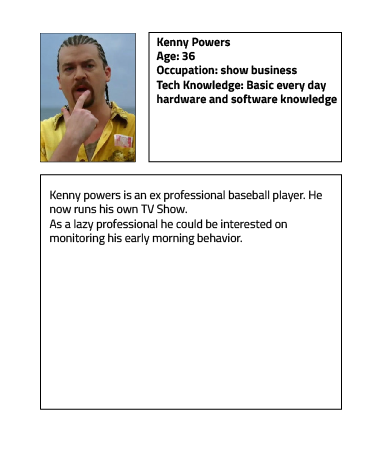 Kenny Powers
Age: 36
Occupation: show business
Tech Knowledge: Basic every day
hardware and software knowledge
Kenny powers is an ex professional baseball player. He
now runs his own TV Show.
As a lazy professional he could be interested on
monitoring his early morning behavior.